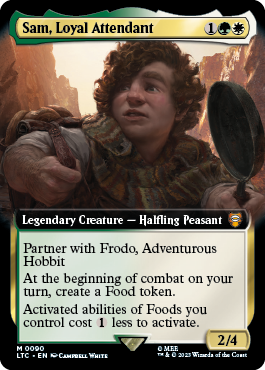 Sam, Loyal Attendant 1
Legendary Creature — Halfling Peasant
Partner with Frodo, Adventurous
Hobbit
At the beginning of combat on your
turn, create a Food token.
Activated abilities of Foods you
control cost 1 less to activate.
2/4
M 0090
LTC • EN Campbell White
© MEE
™ & © 2023 Wizards of the Coast